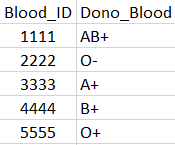 Blood_ID Dono_Blood
1111 AB+
2222 O-
3333 A+
4444 B+
5555 O+